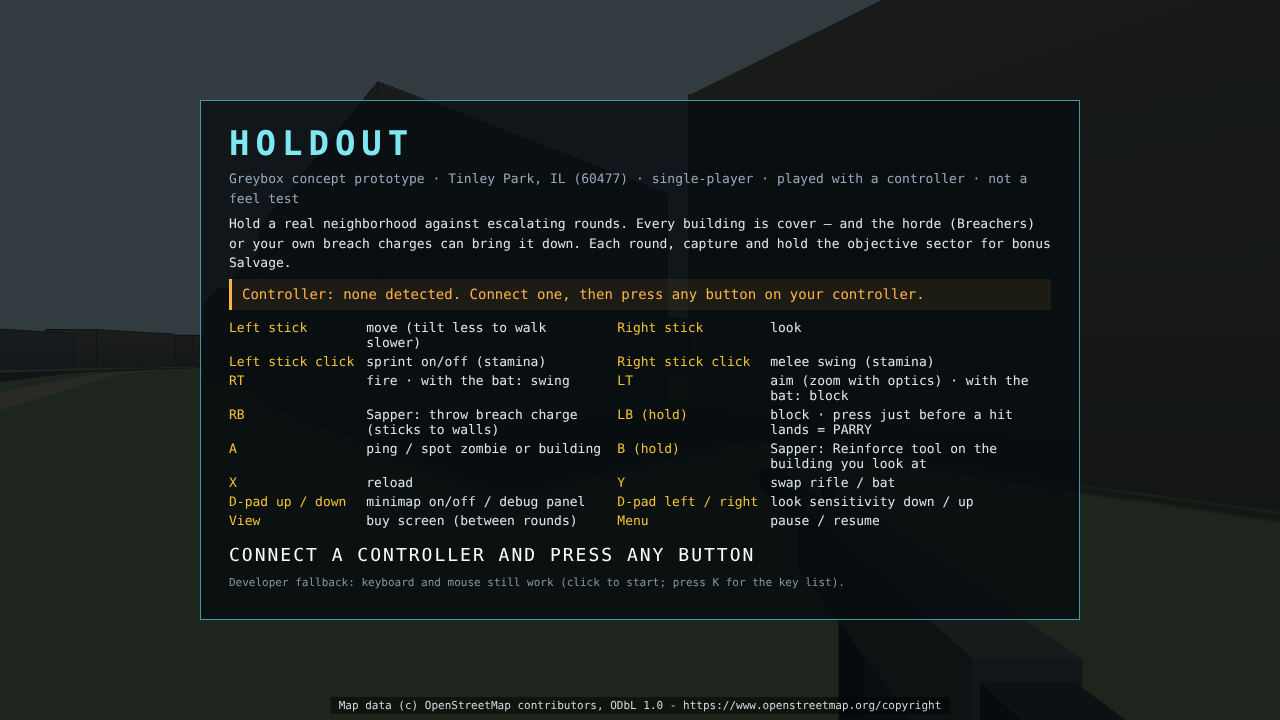 HOLDOUT
Greybox concept prototype · Tinley Park, IL (60477) · single-player · played with a controller · not a
feel test
Hold a real neighborhood against escalating rounds. Every building is cover — and the horde (Breachers)
or your own breach charges can bring it down. Each round, capture and hold the objective sector for bonus
Salvage.
Controller: none detected. Connect one, then press any button on your controller.
Left stick move (tilt less to walk slower) Right stick look
Left stick click sprint on/off (stamina) Right stick click melee swing (stamina)
RT fire · with the bat: swing LT aim (zoom with optics) · with the bat: block
RB Sapper: throw breach charge (sticks to walls) LB (hold) block · press just before a hit lands = PARRY
A ping / spot zombie or building B (hold) Sapper: Reinforce tool on the building you look at
X reload Y swap rifle / bat
D-pad up / down minimap on/off / debug panel D-pad left / right look sensitivity down / up
View buy screen (between rounds) Menu pause / resume
CONNECT A CONTROLLER AND PRESS ANY BUTTON
Developer fallback: keyboard and mouse still work (click to start; press K for the key list).
Map data (c) OpenStreetMap contributors, ODbL 1.0 - https://www.openstreetmap.org/copyright